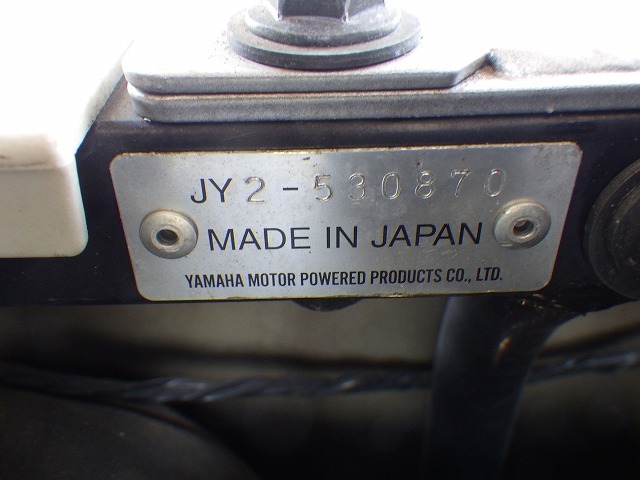 JY2-530870
MADE IN JAPAN
YAMAHA MOTOR POWERED PRODUCTS CO., LTD.